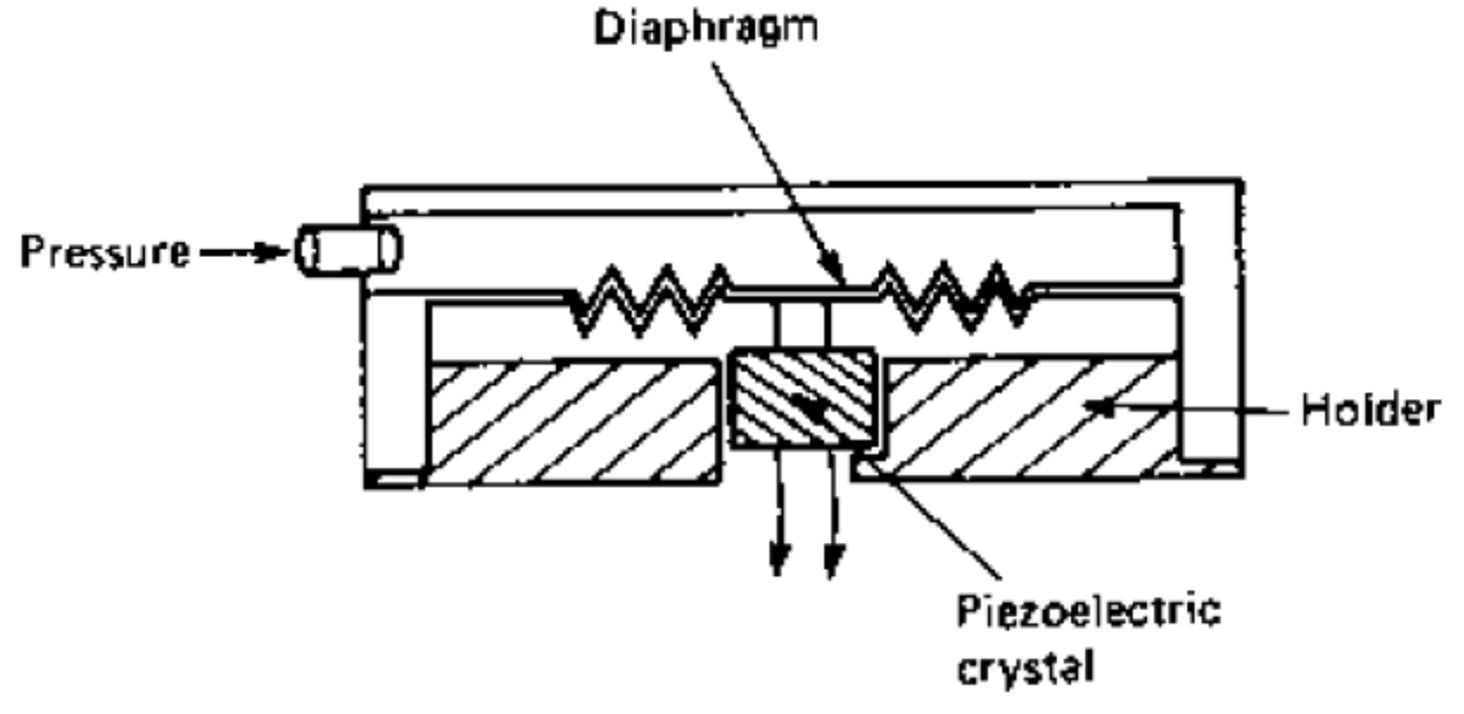 Diaphragm
Pressure
Holder
Piezoelectric
crystal